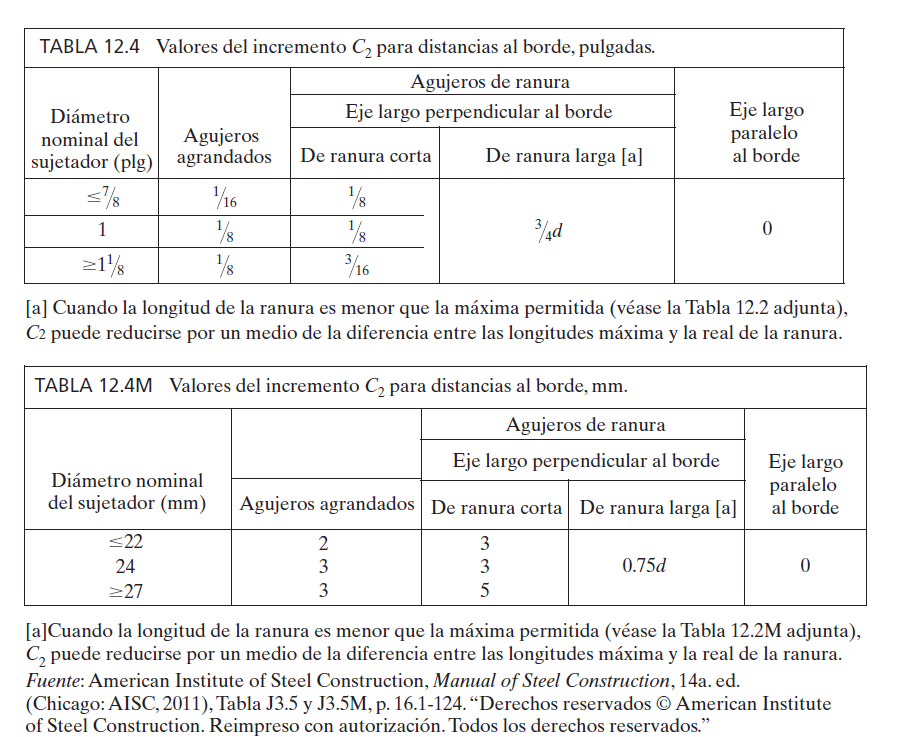 TABLA 12.4 Valores del incremento C₂ para distancias al borde, pulgadas.
Agujeros de ranura
Eje largo perpendicular al borde
Diámetro
nominal del
sujetador (plg)
Agujeros
agrandados
De ranura corta
De ranura larga [a]
Eje largo
paralelo
al borde
≤7/8 1/16 1/8
1 1/8 1/8 3/4d 0
≥1 1/8 1/8 3/16
[a] Cuando la longitud de la ranura es menor que la máxima permitida (véase la Tabla 12.2 adjunta),
C2 puede reducirse por un medio de la diferencia entre las longitudes máxima y la real de la ranura.
TABLA 12.4M Valores del incremento C₂ para distancias al borde, mm.
Agujeros de ranura
Eje largo perpendicular al borde
Diámetro nominal
del sujetador (mm)
Agujeros agrandados
De ranura corta
De ranura larga [a]
Eje largo
paralelo
al borde
≤22 2 3
24 3 3 0.75d 0
≥27 3 5
[a]Cuando la longitud de la ranura es menor que la máxima permitida (véase la Tabla 12.2M adjunta),
C₂ puede reducirse por un medio de la diferencia entre las longitudes máxima y la real de la ranura.
Fuente: American Institute of Steel Construction, Manual of Steel Construction, 14a. ed.
(Chicago: AISC, 2011), Tabla J3.5 y J3.5M, p. 16.1-124. “Derechos reservados © American Institute
of Steel Construction. Reimpreso con autorización. Todos los derechos reservados.”